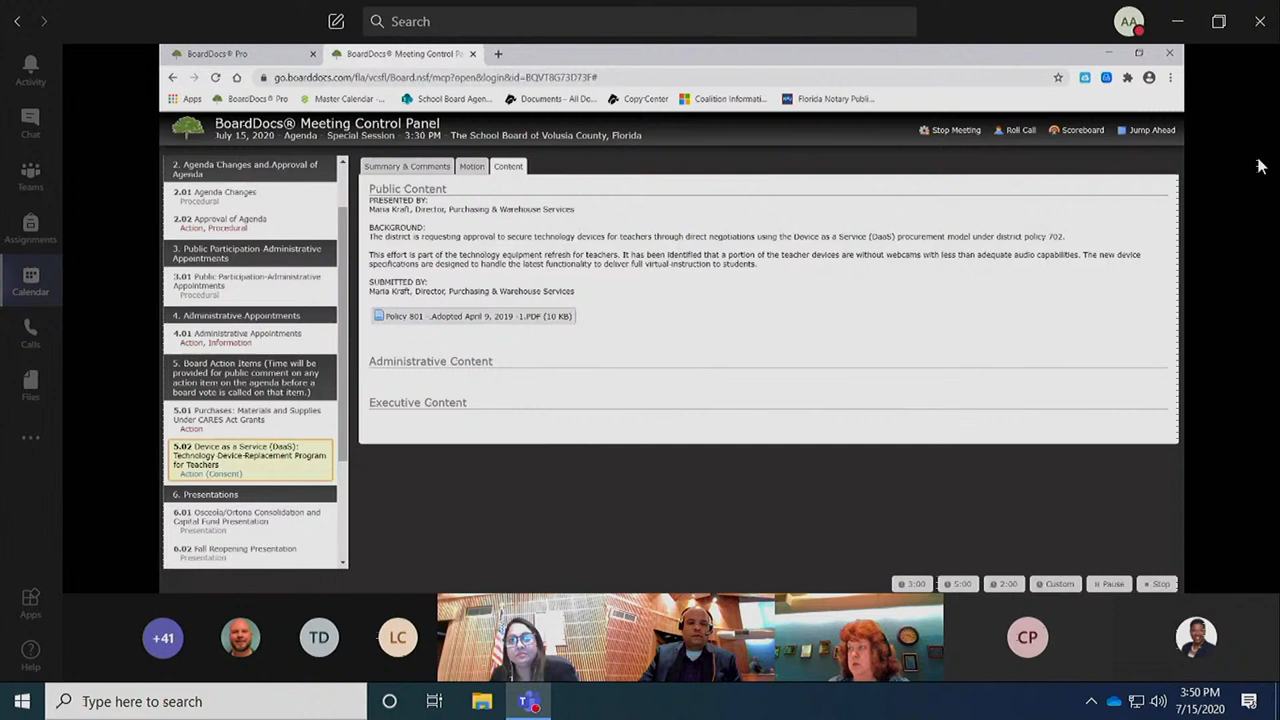 Search
AA
Activity
Chat
Teams
Assignments
Calendar
Calls
Files
Apps
Help
BoardDocs® Pro
BoardDocs® Meeting Control Pa
go.boarddocs.com/fla/vcsfl/Board.nsf/mcp?open&login&id=BQVT8G73D73F#
Apps
BoardDocs® Pro
Master Calendar -...
School Board Agen...
Documents - All Do...
Copy Center
Coalition Informati...
Florida Notary Publi...
BoardDocs® Meeting Control Panel
July 15, 2020 - Agenda - Special Session - 3:30 PM - The School Board of Volusia County, Florida
Stop Meeting
Roll Call
Scoreboard
Jump Ahead
2. Agenda Changes and Approval of
Agenda
2.01 Agenda Changes
Procedural
2.02 Approval of Agenda
Action, Procedural
3. Public Participation-Administrative
Appointments
3.01 Public Participation-Administrative
Appointments
Procedural
4. Administrative Appointments
4.01 Administrative Appointments
Action, Information
5. Board Action Items (Time will be
provided for public comment on any
action item on the agenda before a
board vote is called on that item.)
5.01 Purchases: Materials and Supplies
Under CARES Act Grants
Action
5.02 Device as a Service (DaaS):
Technology Device Replacement Program
for Teachers
Action (Consent)
6. Presentations
6.01 Osceola/Ortona Consolidation and
Capital Fund Presentation
Presentation
6.02 Fall Reopening Presentation
Presentation
Summary & Comments
Motion
Content
Public Content
PRESENTED BY:
Maria Kraft, Director, Purchasing & Warehouse Services
BACKGROUND:
The district is requesting approval to secure technology devices for teachers through direct negotiations using the Device as a Service (DaaS) procurement model under district policy 702.
This effort is part of the technology equipment refresh for teachers. It has been identified that a portion of the teacher devices are without webcams with less than adequate audio capabilities. The new device
specifications are designed to handle the latest functionality to deliver full virtual instruction to students.
SUBMITTED BY:
Maria Kraft, Director, Purchasing & Warehouse Services
Policy 801 - Adopted April 9, 2019 -1.PDF (10 KB)
Administrative Content
Executive Content
3:00
5:00
2:00
Custom
Pause
Stop
+41
TD
LC
CP
Type here to search
3:50 PM
7/15/2020